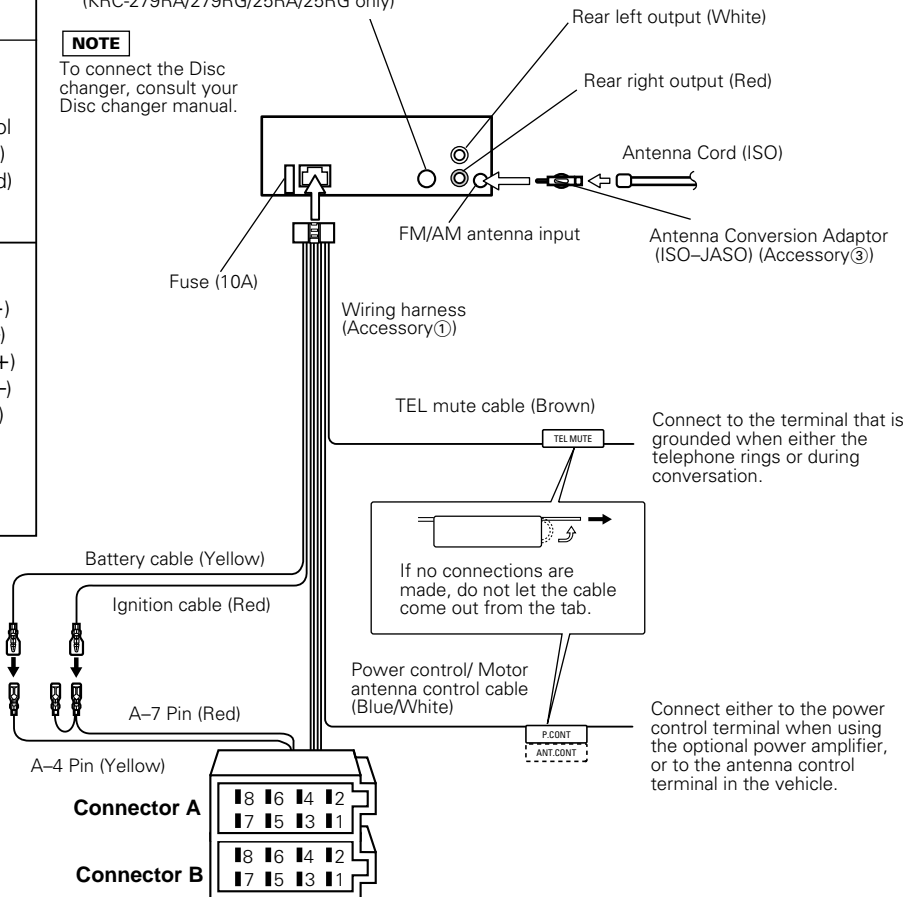 (KRC-279RA/279RG/25RA/25RG only)
NOTE
To connect the Disc
changer, consult your
Disc changer manual.
Rear left output (White)
Rear right output (Red)
Antenna Cord (ISO)
FM/AM antenna input
Antenna Conversion Adaptor
(ISO–JASO) (Accessory③)
Fuse (10A)
Wiring harness
(Accessory①)
TEL mute cable (Brown)
TEL MUTE
Connect to the terminal that is
grounded when either the
telephone rings or during
conversation.
If no connections are
made, do not let the cable
come out from the tab.
Battery cable (Yellow)
Ignition cable (Red)
Power control/ Motor
antenna control cable
(Blue/White)
P.CONT
ANT.CONT
Connect either to the power
control terminal when using
the optional power amplifier,
or to the antenna control
terminal in the vehicle.
A–7 Pin (Red)
A–4 Pin (Yellow)
Connector A
8 6 4 2
7 5 3 1
Connector B
8 6 4 2
7 5 3 1